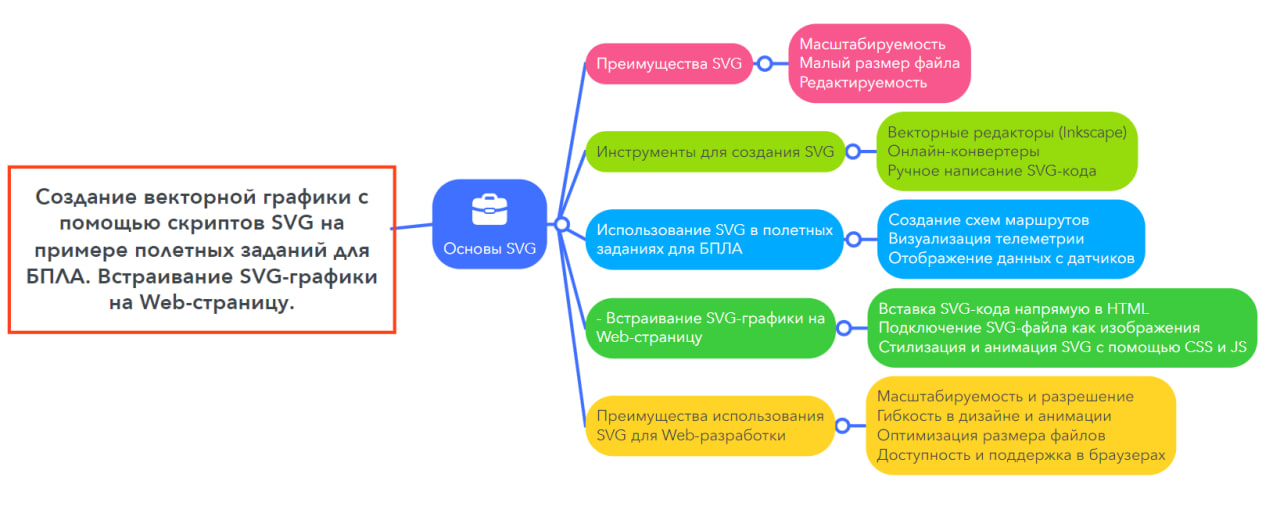 Создание векторной графики с
помощью скриптов SVG на
примере полетных заданий для
БПЛА. Встраивание SVG-графики
на Web-страницу.
Основы SVG
Преимущества SVG
Масштабируемость
Малый размер файла
Редактируемость
Инструменты для создания SVG
Векторные редакторы (Inkscape)
Онлайн-конвертеры
Ручное написание SVG-кода
Использование SVG в полетных
заданиях для БПЛА
Создание схем маршрутов
Визуализация телеметрии
Отображение данных с датчиков
- Встраивание SVG-графики на
Web-страницу
Вставка SVG-кода напрямую в HTML
Подключение SVG-файла как изображения
Стилизация и анимация SVG с помощью CSS и JS
Преимущества использования
SVG для Web-разработки
Масштабируемость и разрешение
Гибкость в дизайне и анимации
Оптимизация размера файлов
Доступность и поддержка в браузерах